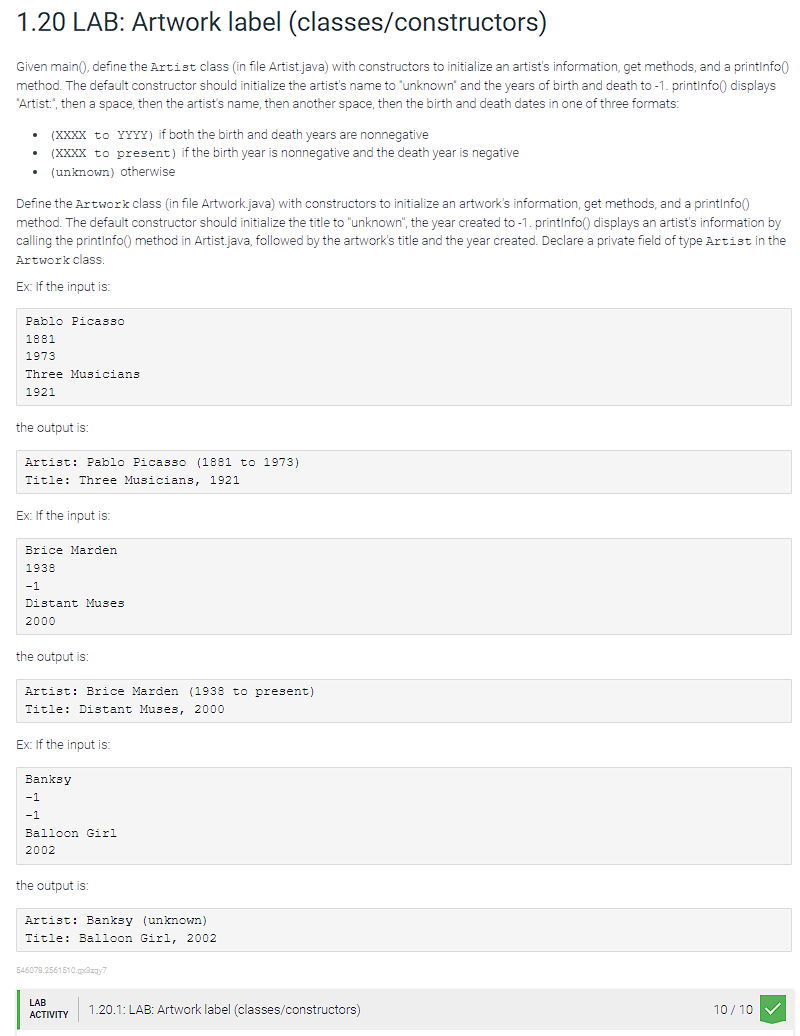 1.20 LAB: Artwork label (classes/constructors)
Given main(), define the Artist class (in file Artist.java) with constructors to initialize an artist's information, get methods, and a printInfo()
method. The default constructor should initialize the artist's name to "unknown" and the years of birth and death to -1. printInfo() displays
"Artist:", then a space, then the artist's name, then another space, then the birth and death dates in one of three formats:
• (XXXX to YYYY) if both the birth and death years are nonnegative
• (XXXX to present) if the birth year is nonnegative and the death year is negative
• (unknown) otherwise
Define the Artwork class (in file Artwork.java) with constructors to initialize an artwork's information, get methods, and a printInfo()
method. The default constructor should initialize the title to "unknown", the year created to -1. printInfo() displays an artist's information by
calling the printInfo() method in Artist.java, followed by the artwork's title and the year created. Declare a private field of type Artist in the
Artwork class.
Ex: If the input is:
Pablo Picasso
1881
1973
Three Musicians
1921
the output is:
Artist: Pablo Picasso (1881 to 1973)
Title: Three Musicians, 1921
Ex: If the input is:
Brice Marden
1938
-1
Distant Muses
2000
the output is:
Artist: Brice Marden (1938 to present)
Title: Distant Muses, 2000
Ex: If the input is:
Banksy
-1
-1
Balloon Girl
2002
the output is:
Artist: Banksy (unknown)
Title: Balloon Girl, 2002
546078.2561510.qx3zqy7
LAB
ACTIVITY
1.20.1: LAB: Artwork label (classes/constructors)
10 / 10